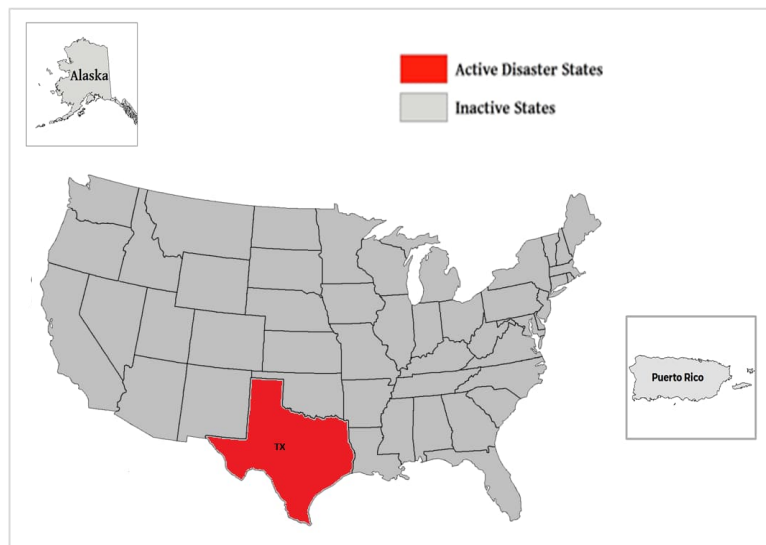 Alaska
Active Disaster States
Inactive States
Puerto Rico
TX